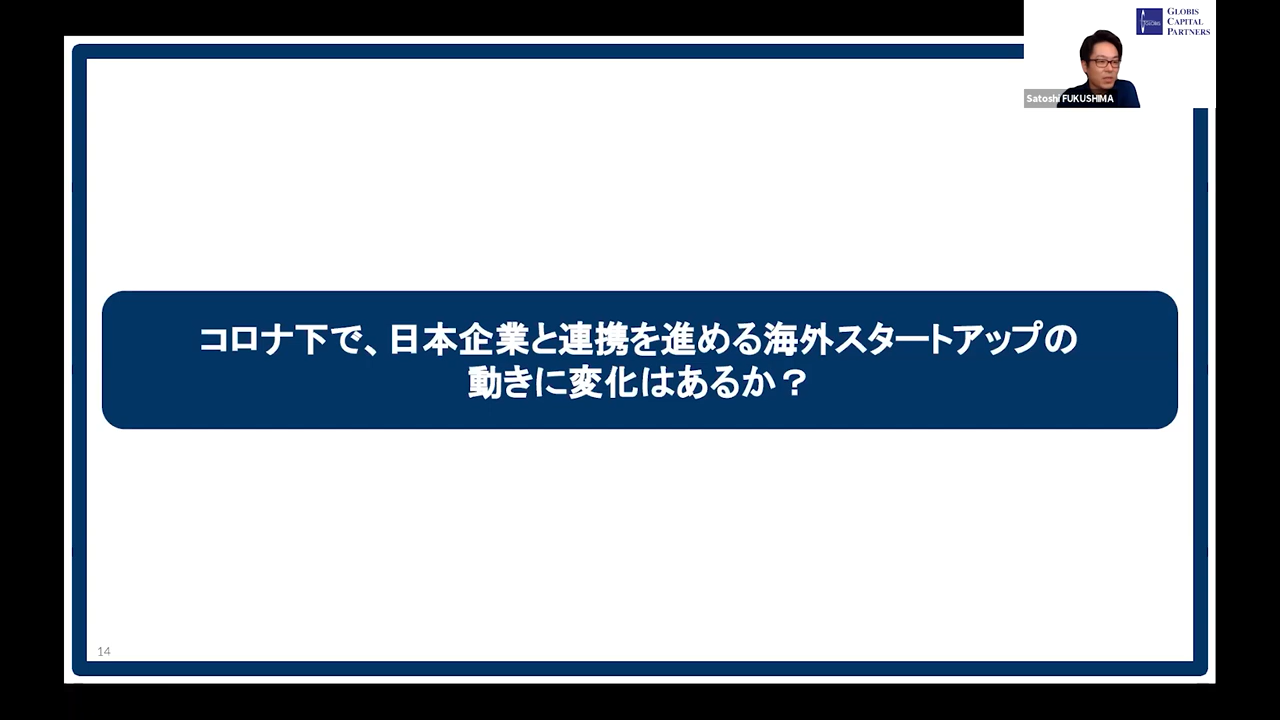 GLOBIS
CAPITAL
PARTNERS
Satoshi FUKUSHIMA
コロナ下で、日本企業と連携を進める海外スタートアップの
動きに変化はあるか？
14